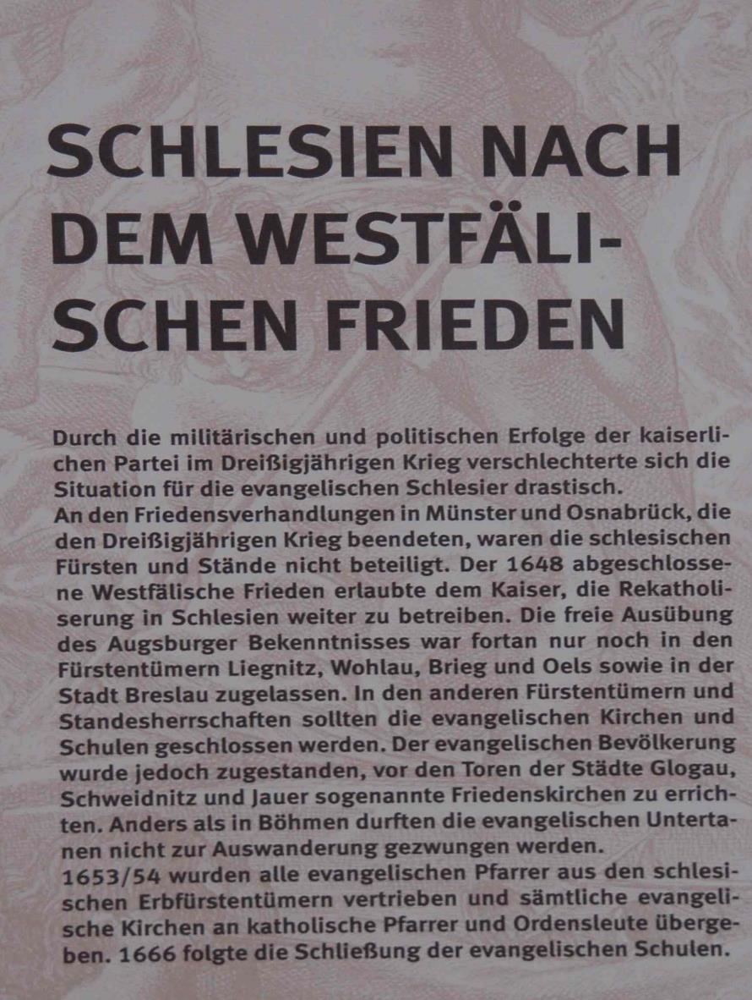 SCHLESIEN NACH
DEM WESTFÄLI-
SCHEN FRIEDEN
Durch die militärischen und politischen Erfolge der kaiserli-
chen Partei im Dreißigjährigen Krieg verschlechterte sich die
Situation für die evangelischen Schlesier drastisch.
An den Friedensverhandlungen in Münster und Osnabrück, die
den Dreißigjährigen Krieg beendeten, waren die schlesischen
Fürsten und Stände nicht beteiligt. Der 1648 abgeschlosse-
ne Westfälische Frieden erlaubte dem Kaiser, die Rekatholi-
serung in Schlesien weiter zu betreiben. Die freie Ausübung
des Augsburger Bekenntnisses war fortan nur noch in den
Fürstentümern Liegnitz, Wohlau, Brieg und Oels sowie in der
Stadt Breslau zugelassen. In den anderen Fürstentümern und
Standesherrschaften sollten die evangelischen Kirchen und
Schulen geschlossen werden. Der evangelischen Bevölkerung
wurde jedoch zugestanden, vor den Toren der Städte Glogau,
Schweidnitz und Jauer sogenannte Friedenskirchen zu errich-
ten. Anders als in Böhmen durften die evangelischen Unterta-
nen nicht zur Auswanderung gezwungen werden.
1653/54 wurden alle evangelischen Pfarrer aus den schlesi-
schen Erbfürstentümern vertrieben und sämtliche evangeli-
sche Kirchen an katholische Pfarrer und Ordensleute überge-
ben. 1666 folgte die Schließung der evangelischen Schulen.